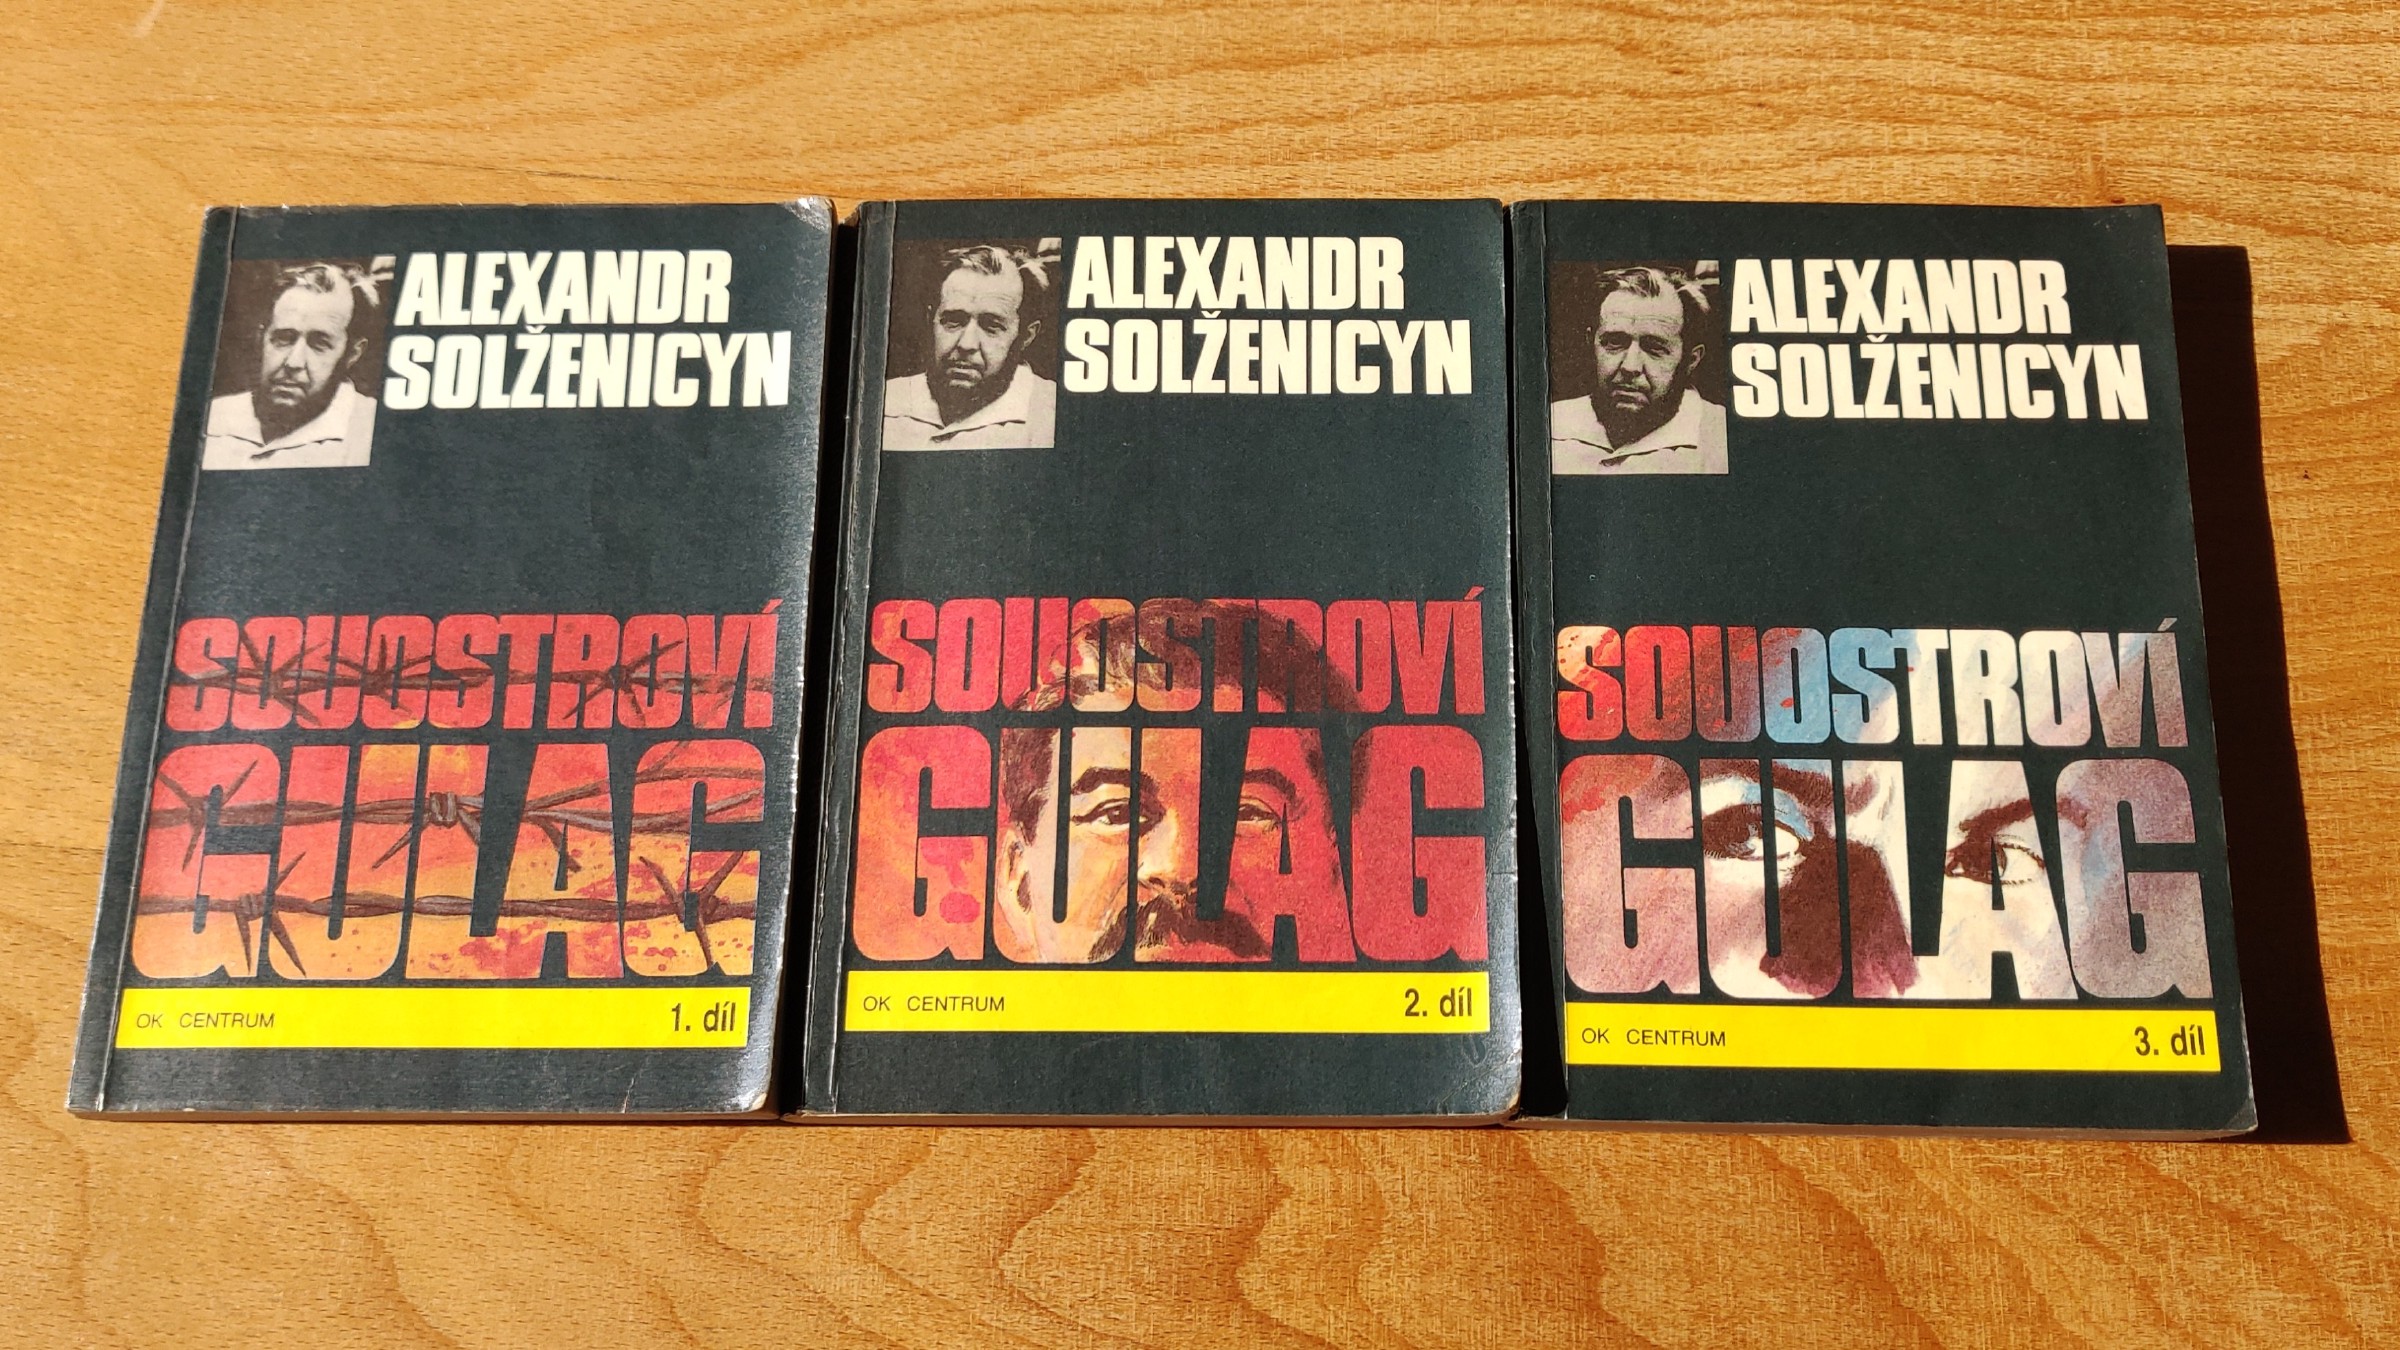 ALEXANDR
SOLŽENICYN
SOUOSTROVÍ
GULAG
OK CENTRUM 1. díl
ALEXANDR
SOLŽENICYN
SOUOSTROVÍ
GULAG
OK CENTRUM 2. díl
ALEXANDR
SOLŽENICYN
SOUOSTROVÍ
GULAG
OK CENTRUM 3. díl